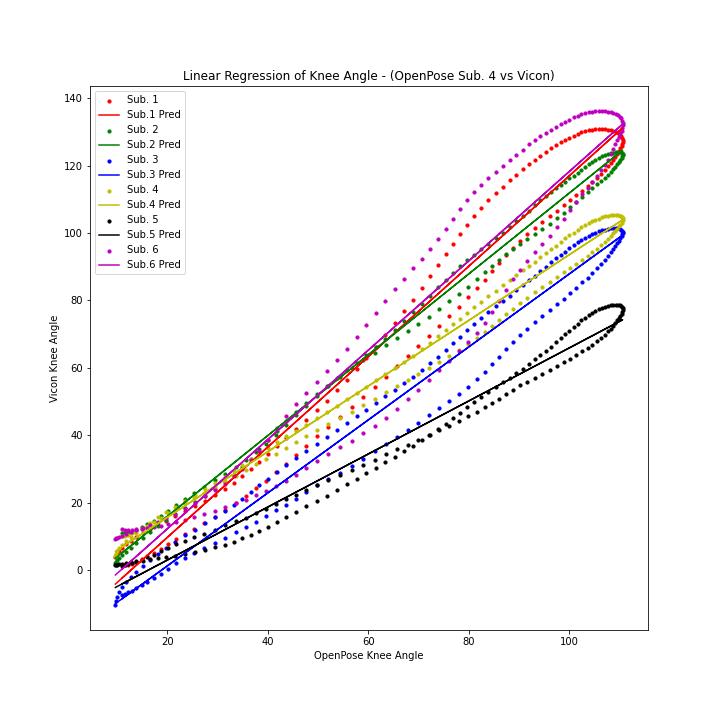 Linear Regression of Knee Angle - (OpenPose Sub. 4 vs Vicon)
Sub. 1
Sub.1 Pred
Sub. 2
Sub.2 Pred
Sub. 3
Sub.3 Pred
Sub. 4
Sub.4 Pred
Sub. 5
Sub.5 Pred
Sub. 6
Sub.6 Pred
Vicon Knee Angle
140
120
100
80
60
40
20
0
20 40 60 80 100
OpenPose Knee Angle